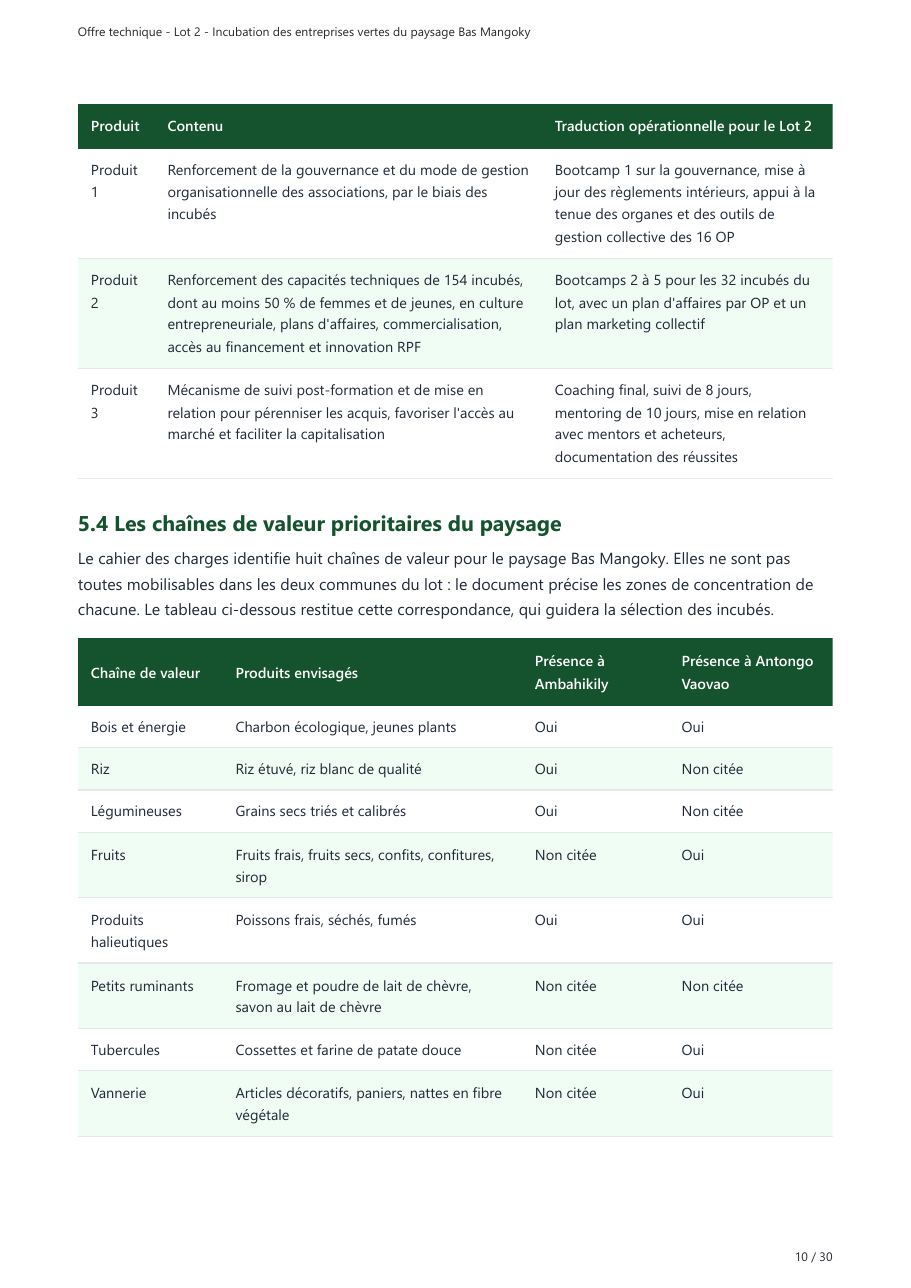 Offre technique - Lot 2 - Incubation des entreprises vertes du paysage Bas Mangoky
Produit Contenu Traduction opérationnelle pour le Lot 2
Produit 1
Renforcement de la gouvernance et du mode de gestion
organisationnelle des associations, par le biais des
incubés
Bootcamp 1 sur la gouvernance, mise à
jour des règlements intérieurs, appui à la
tenue des organes et des outils de
gestion collective des 16 OP
Produit 2
Renforcement des capacités techniques de 154 incubés,
dont au moins 50 % de femmes et de jeunes, en culture
entrepreneuriale, plans d'affaires, commercialisation,
accès au financement et innovation RPF
Bootcamps 2 à 5 pour les 32 incubés du
lot, avec un plan d'affaires par OP et un
plan marketing collectif
Produit 3
Mécanisme de suivi post-formation et de mise en
relation pour pérenniser les acquis, favoriser l'accès au
marché et faciliter la capitalisation
Coaching final, suivi de 8 jours,
mentoring de 10 jours, mise en relation
avec mentors et acheteurs,
documentation des réussites
5.4 Les chaînes de valeur prioritaires du paysage
Le cahier des charges identifie huit chaînes de valeur pour le paysage Bas Mangoky. Elles ne sont pas
toutes mobilisables dans les deux communes du lot : le document précise les zones de concentration de
chacune. Le tableau ci-dessous restitue cette correspondance, qui guidera la sélection des incubés.
Chaîne de valeur Produits envisagés Présence à Ambahikily Présence à Antongo Vaovao
Bois et énergie Charbon écologique, jeunes plants Oui Oui
Riz Riz étuvé, riz blanc de qualité Oui Non citée
Légumineuses Grains secs triés et calibrés Oui Non citée
Fruits Fruits frais, fruits secs, confits, confitures, sirop Non citée Oui
Produits halieutiques Poissons frais, séchés, fumés Oui Oui
Petits ruminants Fromage et poudre de lait de chèvre, savon au lait de chèvre Non citée Non citée
Tubercules Cossettes et farine de patate douce Non citée Oui
Vannerie Articles décoratifs, paniers, nattes en fibre végétale Non citée Oui
10 / 30